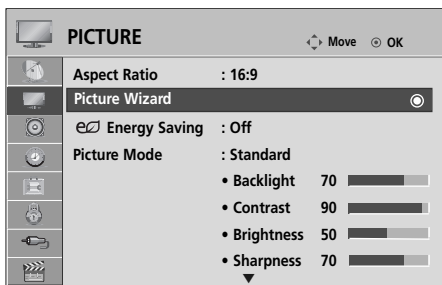 PICTURE
Move OK
Aspect Ratio : 16:9
Picture Wizard
Energy Saving : Off
Picture Mode : Standard
• Backlight 70
• Contrast 90
• Brightness 50
• Sharpness 70